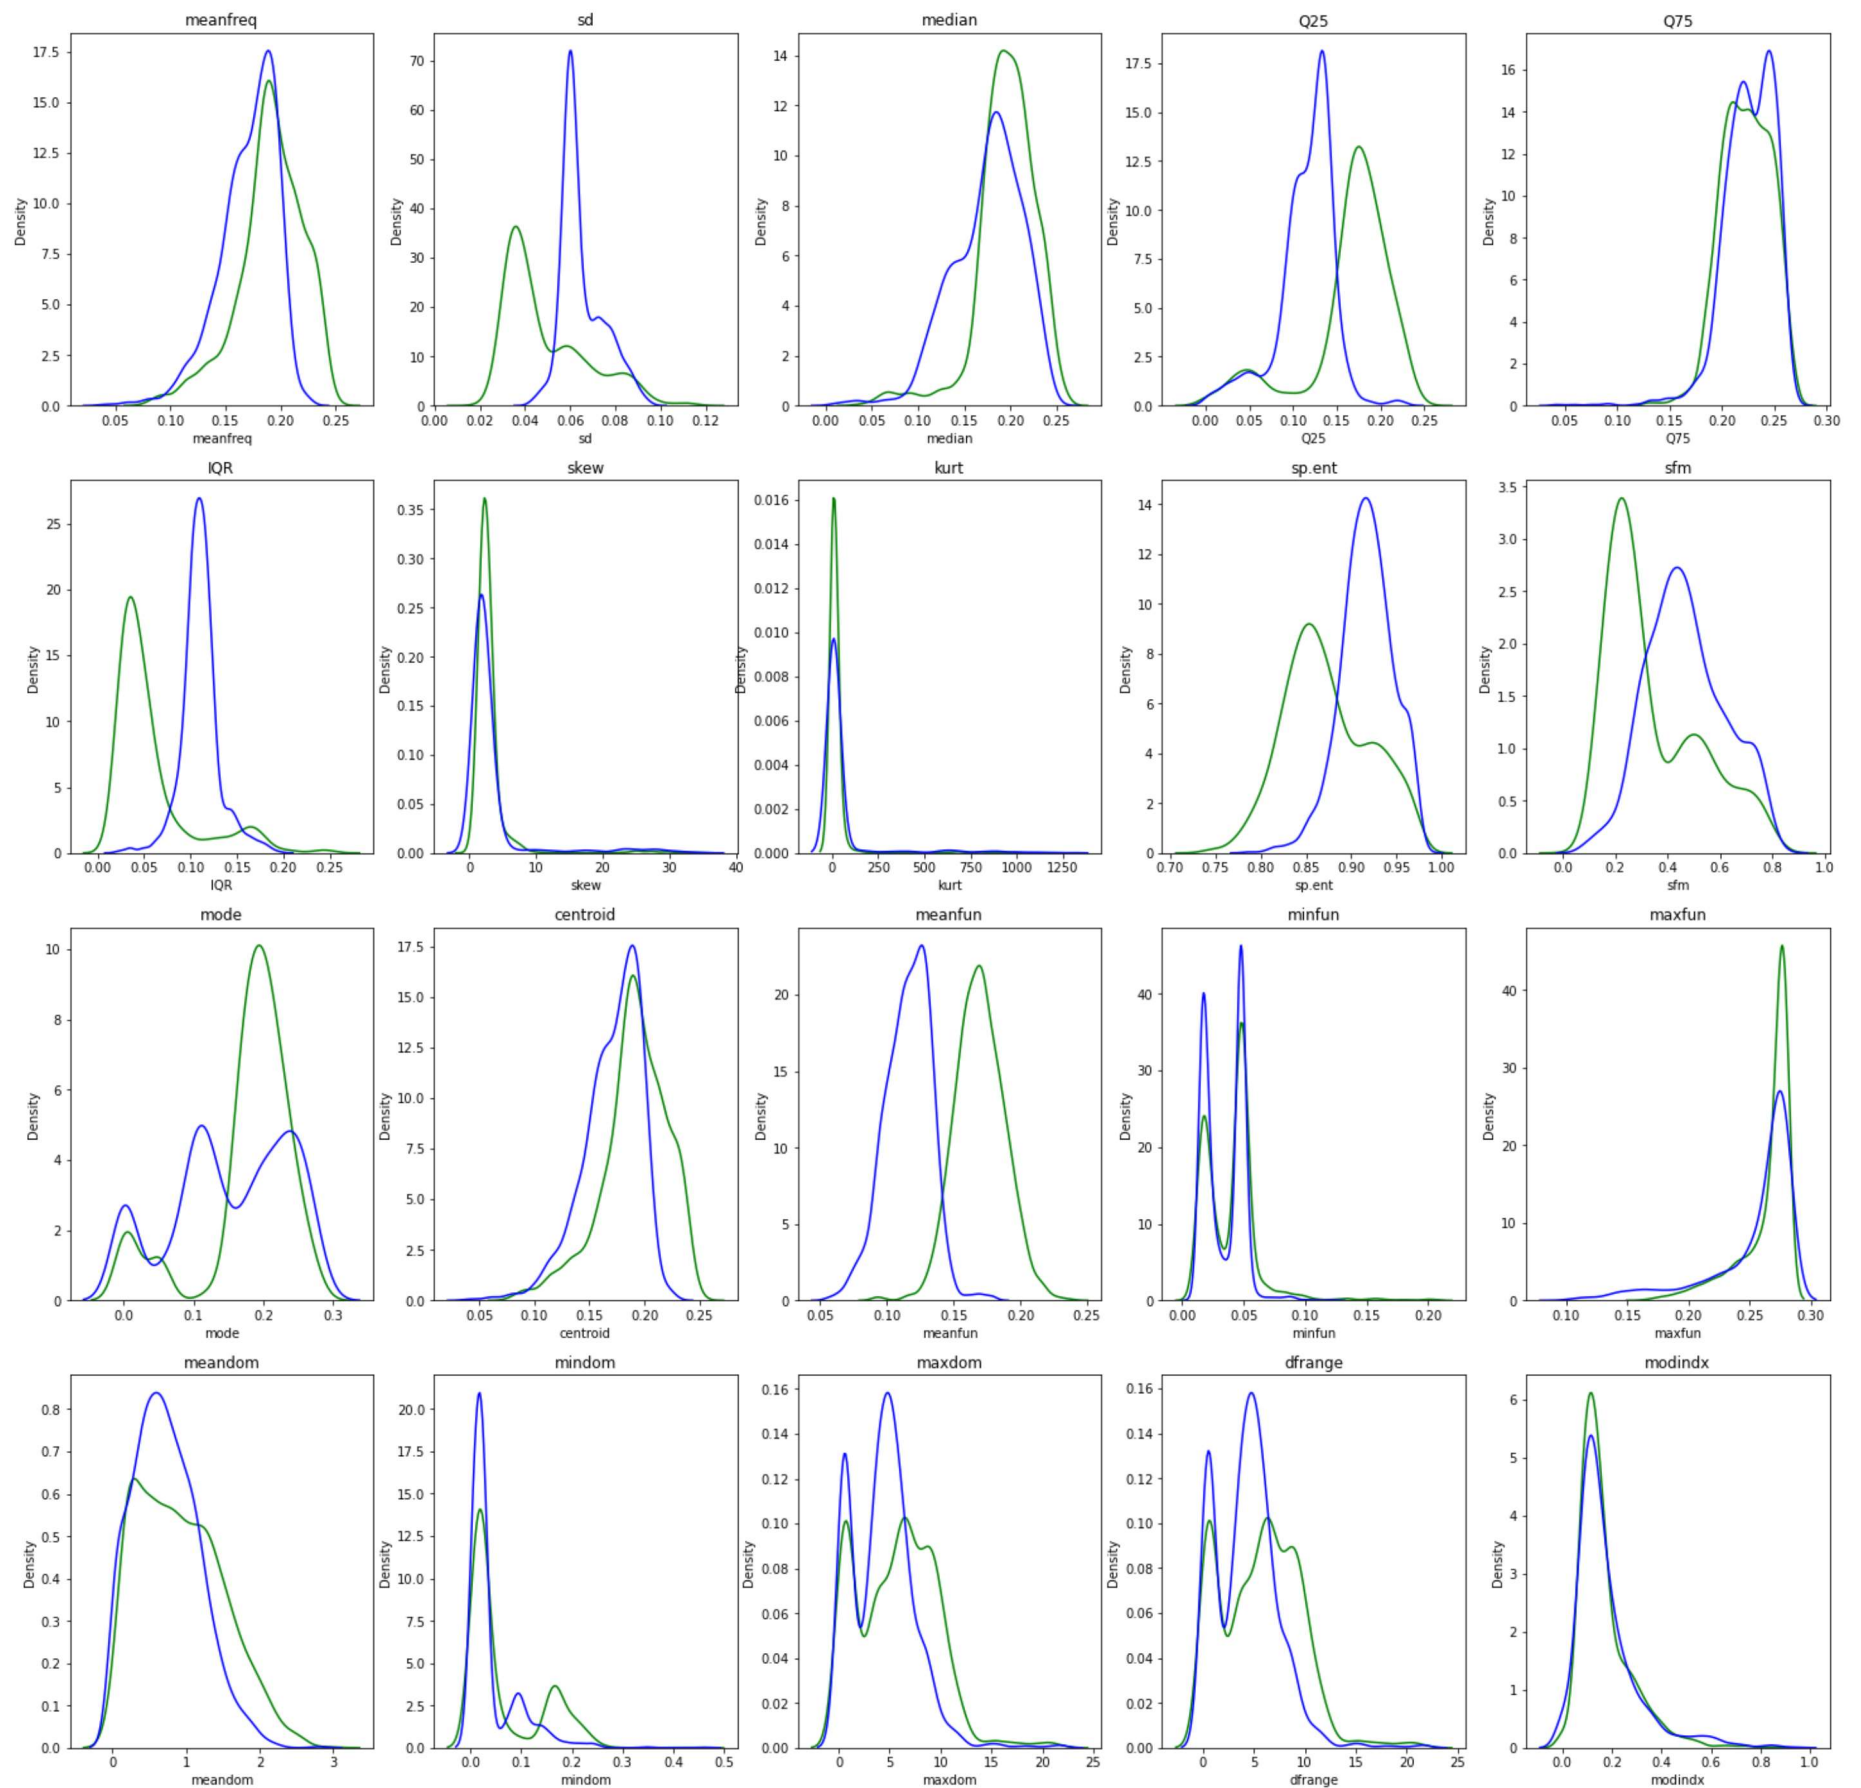 meanfreq
sd
median
Q25
Q75
17.5
15.0
12.5
10.0
7.5
5.0
2.5
0.0
Density
0.05 0.10 0.15 0.20 0.25
meanfreq
70
60
50
40
30
20
10
0
Density
0.00 0.02 0.04 0.06 0.08 0.10 0.12
sd
14
12
10
8
6
4
2
0
Density
0.00 0.05 0.10 0.15 0.20 0.25
median
17.5
15.0
12.5
10.0
7.5
5.0
2.5
0.0
Density
0.00 0.05 0.10 0.15 0.20 0.25
Q25
16
14
12
10
8
6
4
2
0
Density
0.05 0.10 0.15 0.20 0.25 0.30
Q75
IQR
skew
kurt
sp.ent
sfm
25
20
15
10
5
0
Density
0.00 0.05 0.10 0.15 0.20 0.25
IQR
0.35
0.30
0.25
0.20
0.15
0.10
0.05
0.00
Density
0 10 20 30 40
skew
0.016
0.014
0.012
0.010
0.008
0.006
0.004
0.002
0.000
Density
0 250 500 750 1000 1250
kurt
14
12
10
8
6
4
2
0
Density
0.70 0.75 0.80 0.85 0.90 0.95 1.00
sp.ent
3.5
3.0
2.5
2.0
1.5
1.0
0.5
0.0
Density
0.0 0.2 0.4 0.6 0.8 1.0
sfm
mode
centroid
meanfun
minfun
maxfun
10
8
6
4
2
0
Density
0.0 0.1 0.2 0.3
mode
17.5
15.0
12.5
10.0
7.5
5.0
2.5
0.0
Density
0.05 0.10 0.15 0.20 0.25
centroid
20
15
10
5
0
Density
0.05 0.10 0.15 0.20 0.25
meanfun
40
30
20
10
0
Density
0.00 0.05 0.10 0.15 0.20
minfun
40
30
20
10
0
Density
0.10 0.15 0.20 0.25 0.30
maxfun
meandom
mindom
maxdom
dfrange
modindx
0.8
0.7
0.6
0.5
0.4
0.3
0.2
0.1
0.0
Density
0 1 2 3
meandom
20.0
17.5
15.0
12.5
10.0
7.5
5.0
2.5
0.0
Density
0.0 0.1 0.2 0.3 0.4 0.5
mindom
0.16
0.14
0.12
0.10
0.08
0.06
0.04
0.02
0.00
Density
0 5 10 15 20 25
maxdom
0.16
0.14
0.12
0.10
0.08
0.06
0.04
0.02
0.00
Density
0 5 10 15 20 25
dfrange
6
5
4
3
2
1
0
Density
0.0 0.2 0.4 0.6 0.8 1.0
modindx